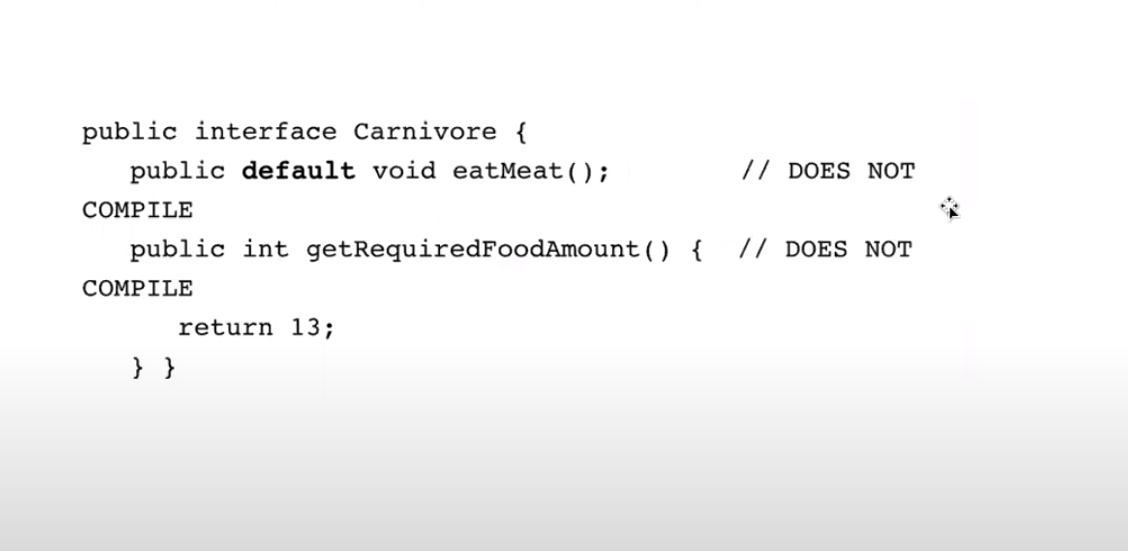 public interface Carnivore {
public default void eatMeat(); // DOES NOT
COMPILE
public int getRequiredFoodAmount() { // DOES NOT
COMPILE
return 13;
} }